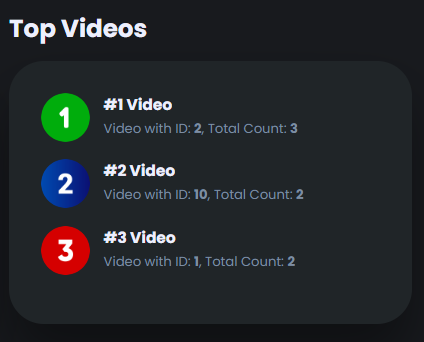 Top Videos
1
#1 Video
Video with ID: 2, Total Count: 3
2
#2 Video
Video with ID: 10, Total Count: 2
3
#3 Video
Video with ID: 1, Total Count: 2